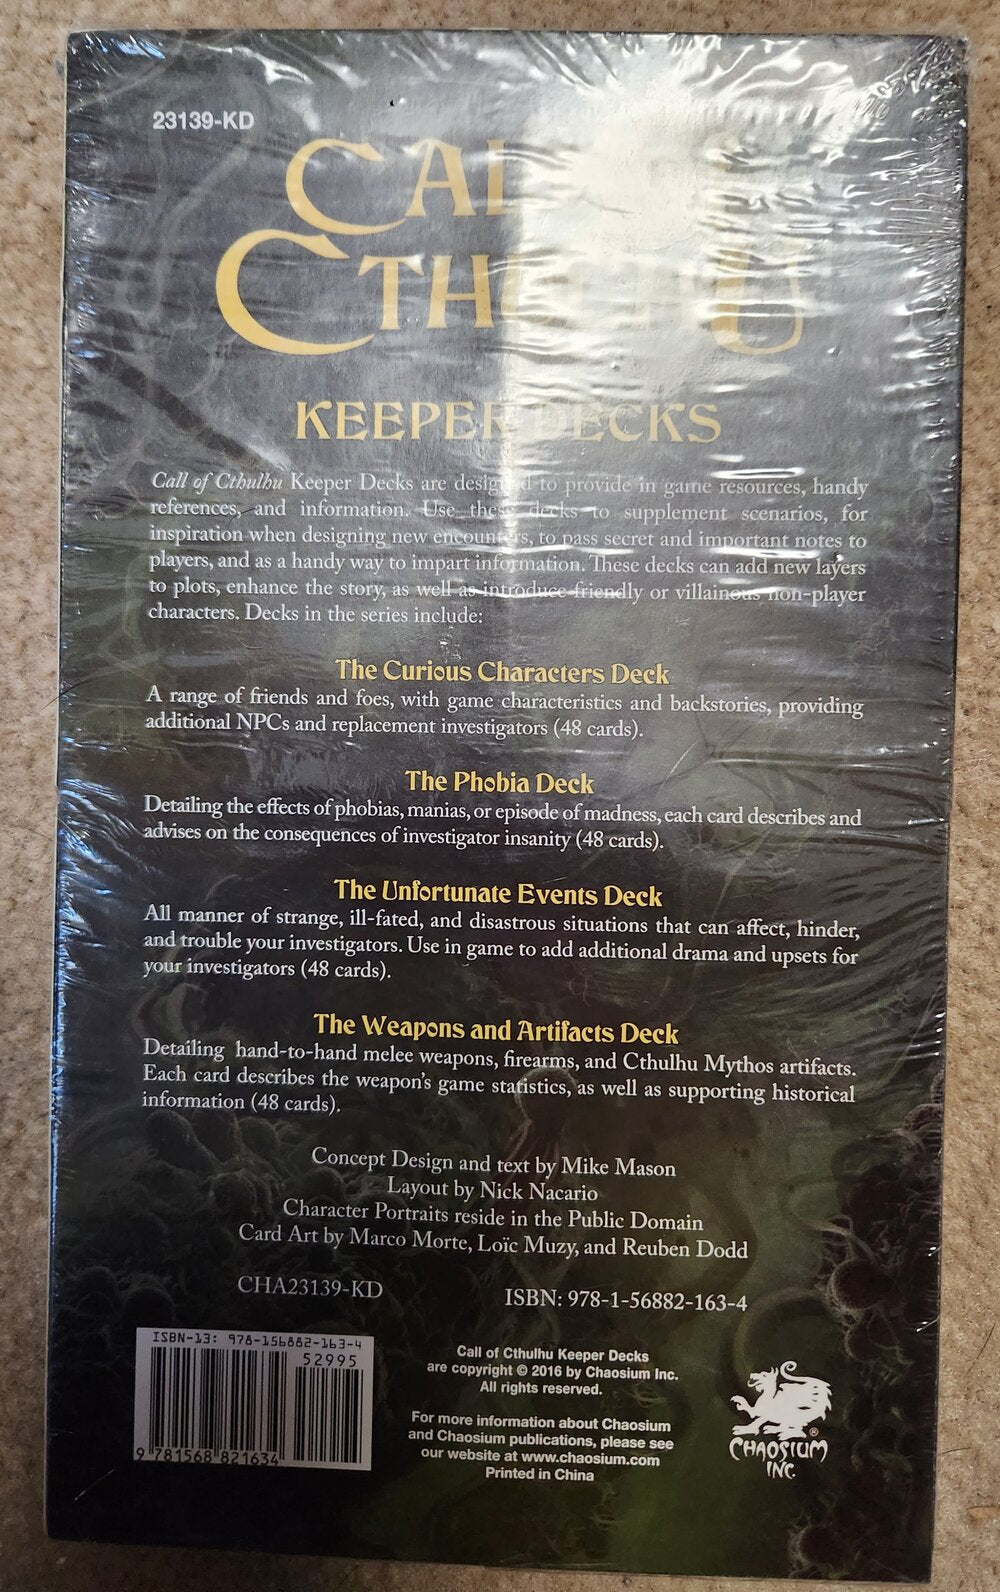 23139-KD
CAL
CTH U
KEEPER DECKS
Call of Cthulhu Keeper Decks are designed to provide in game resources, handy
references, and information. Use these decks to supplement scenarios, for
inspiration when designing new encounters, to pass secret and important notes to
players, and as a handy way to impart information. These decks can add new layers
to plots, enhance the story, as well as introduce friendly or villainous non-player
characters. Decks in the series include:
The Curious Characters Deck
A range of friends and foes, with game characteristics and backstories, providing
additional NPCs and replacement investigators (48 cards).
The Phobia Deck
Detailing the effects of phobias, manias, or episode of madness, each card describes and
advises on the consequences of investigator insanity (48 cards).
The Unfortunate Events Deck
All manner of strange, ill-fated, and disastrous situations that can affect, hinder,
and trouble your investigators. Use in game to add additional drama and upsets for
your investigators (48 cards).
The Weapons and Artifacts Deck
Detailing hand-to-hand melee weapons, firearms, and Cthulhu Mythos artifacts.
Each card describes the weapon's game statistics, as well as supporting historical
information (48 cards).
Concept Design and text by Mike Mason
Layout by Nick Nacario
Character Portraits reside in the Public Domain
Card Art by Marco Morte, Loïc Muzy, and Reuben Dodd
CHA23139-KD
ISBN: 978-1-56882-163-4
ISBN-13: 978-156882-163-4
52995
9 781568 821634
Call of Cthulhu Keeper Decks
are copyright © 2016 by Chaosium Inc.
All rights reserved.
For more information about Chaosium
and Chaosium publications, please see
our website at www.chaosium.com
Printed in China
CHAOSIUM ®
INC.